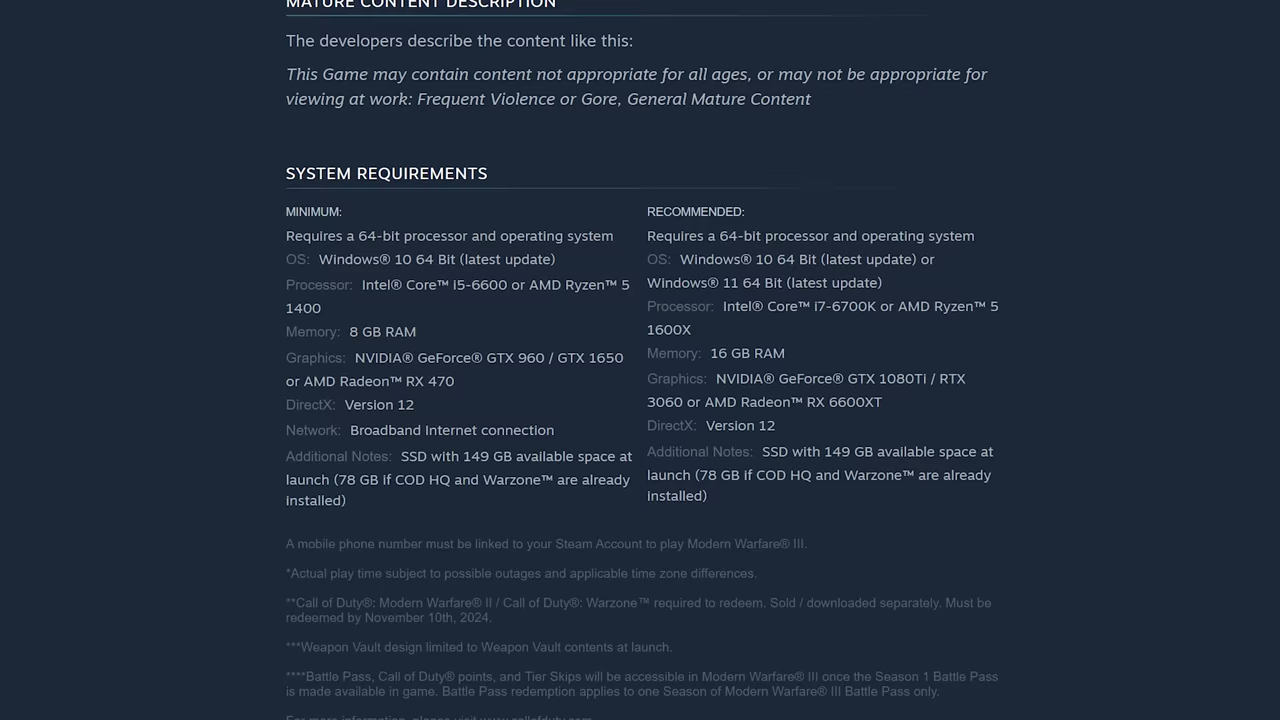 MATURE CONTENT DESCRIPTION
The developers describe the content like this:
This Game may contain content not appropriate for all ages, or may not be appropriate for
viewing at work: Frequent Violence or Gore, General Mature Content
SYSTEM REQUIREMENTS
MINIMUM:
Requires a 64-bit processor and operating system
OS: Windows® 10 64 Bit (latest update)
Processor: Intel® Core™ i5-6600 or AMD Ryzen™ 5
1400
Memory: 8 GB RAM
Graphics: NVIDIA® GeForce® GTX 960 / GTX 1650
or AMD Radeon™ RX 470
DirectX: Version 12
Network: Broadband Internet connection
Additional Notes: SSD with 149 GB available space at
launch (78 GB if COD HQ and Warzone™ are already
installed)
RECOMMENDED:
Requires a 64-bit processor and operating system
OS: Windows® 10 64 Bit (latest update) or
Windows® 11 64 Bit (latest update)
Processor: Intel® Core™ i7-6700K or AMD Ryzen™ 5
1600X
Memory: 16 GB RAM
Graphics: NVIDIA® GeForce® GTX 1080Ti / RTX
3060 or AMD Radeon™ RX 6600XT
DirectX: Version 12
Additional Notes: SSD with 149 GB available space at
launch (78 GB if COD HQ and Warzone™ are already
installed)
A mobile phone number must be linked to your Steam Account to play Modern Warfare® III.
*Actual play time subject to possible outages and applicable time zone differences.
**Call of Duty®: Modern Warfare® II / Call of Duty®: Warzone™ required to redeem. Sold / downloaded separately. Must be
redeemed by November 10th, 2024.
***Weapon Vault design limited to Weapon Vault contents at launch.
****Battle Pass, Call of Duty® points, and Tier Skips will be accessible in Modern Warfare® III once the Season 1 Battle Pass
is made available in game. Battle Pass redemption applies to one Season of Modern Warfare® III Battle Pass only.
For more information, please visit www.callofduty.com